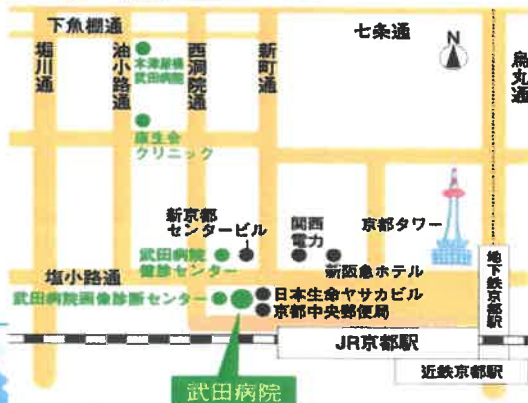 下魚棚通
七条通
堀川通
油小路通
西洞院通
新町通
烏丸通
N
木津屋橋
武田病院
康生会
クリニック
新京都
センタービル
関西
電力
京都タワー
武田病院
健診センター
新阪急ホテル
塩小路通
武田病院画像診断センター
日本生命ヤサカビル
京都中央郵便局
地下鉄京都駅
JR京都駅
近鉄京都駅
武田病院